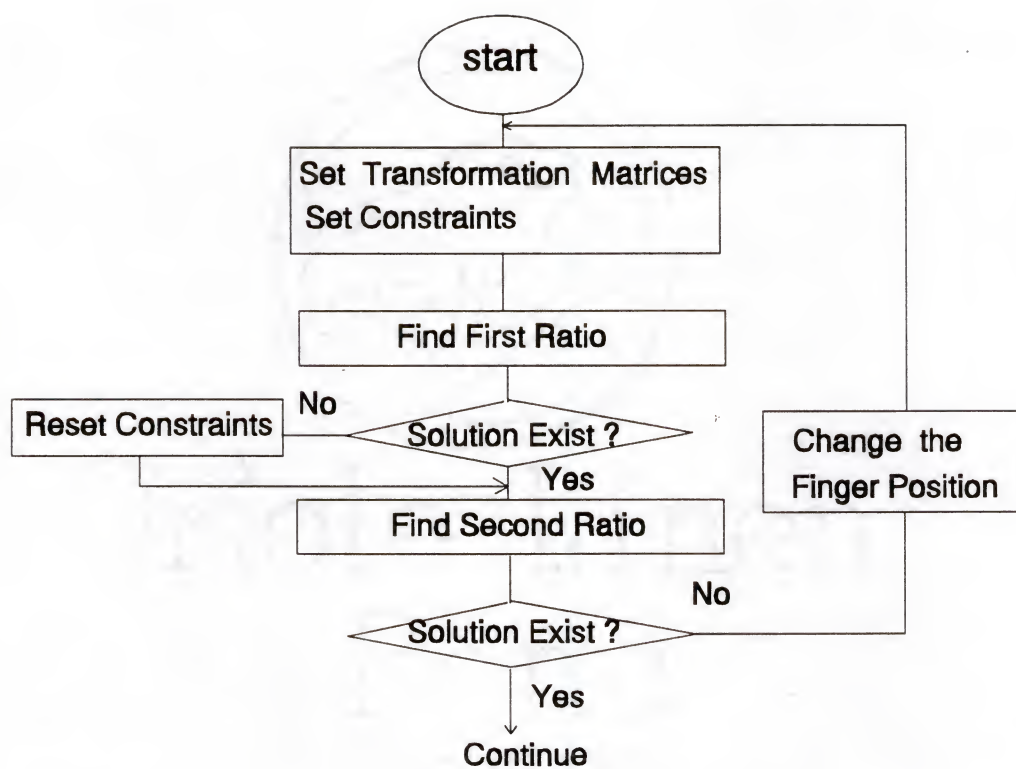 start
Set Transformation Matrices
Set Constraints
Find First Ratio
No
Reset Constraints
Solution Exist ?
Yes
Change the
Finger Position
Find Second Ratio
No
Solution Exist ?
Yes
Continue